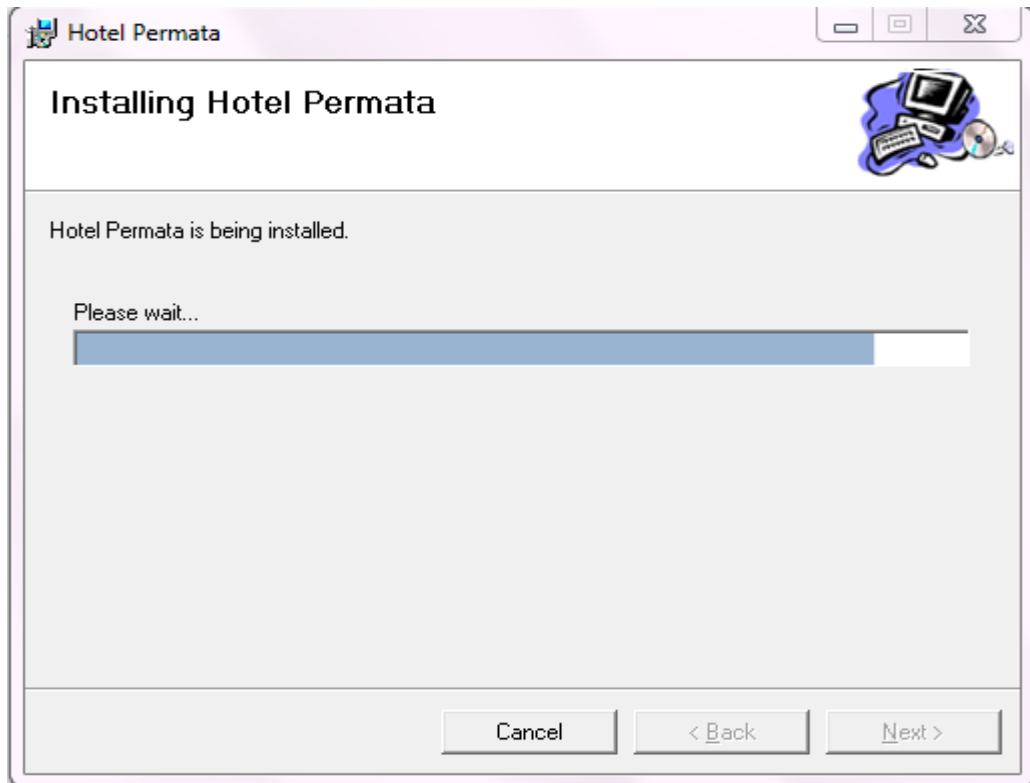 Hotel Permata
Installing Hotel Permata
Hotel Permata is being installed.
Please wait...
Cancel
< Back
Next >